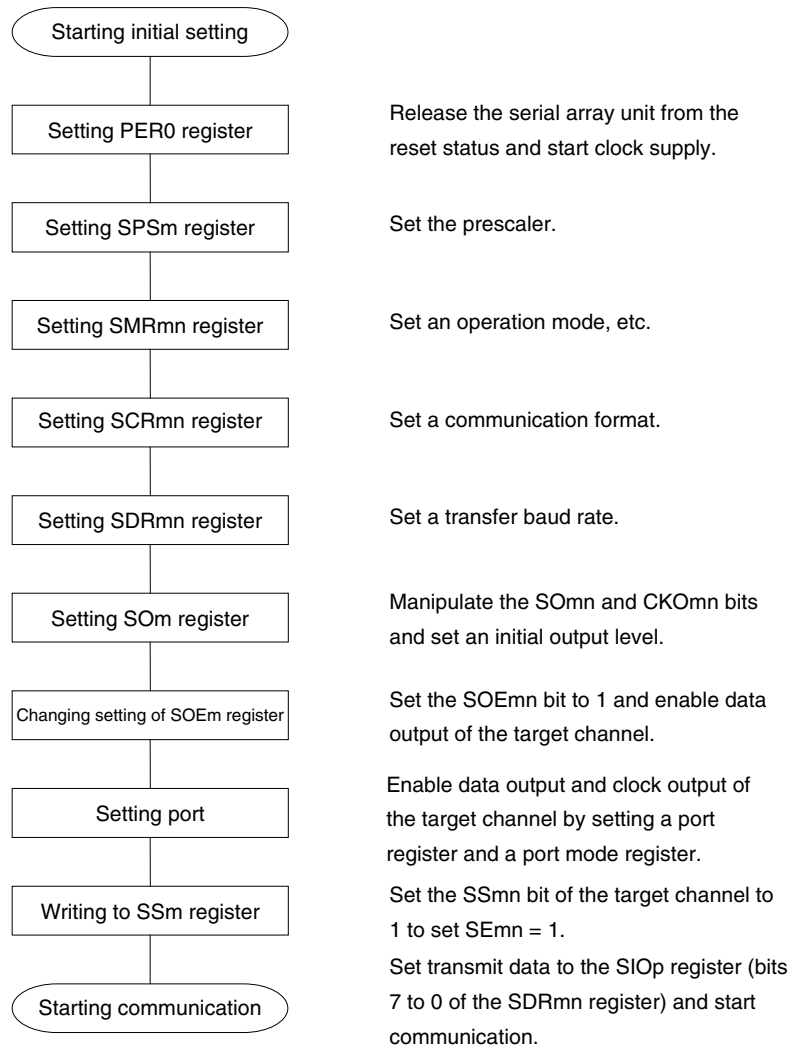 Starting initial setting
Setting PER0 register
Release the serial array unit from the
reset status and start clock supply.
Setting SPSm register
Set the prescaler.
Setting SMRmn register
Set an operation mode, etc.
Setting SCRmn register
Set a communication format.
Setting SDRmn register
Set a transfer baud rate.
Setting SOm register
Manipulate the SOmn and CKOmn bits
and set an initial output level.
Changing setting of SOEm register
Set the SOEmn bit to 1 and enable data
output of the target channel.
Setting port
Enable data output and clock output of
the target channel by setting a port
register and a port mode register.
Writing to SSm register
Set the SSmn bit of the target channel to
1 to set SEmn = 1.
Starting communication
Set transmit data to the SIOp register (bits
7 to 0 of the SDRmn register) and start
communication.